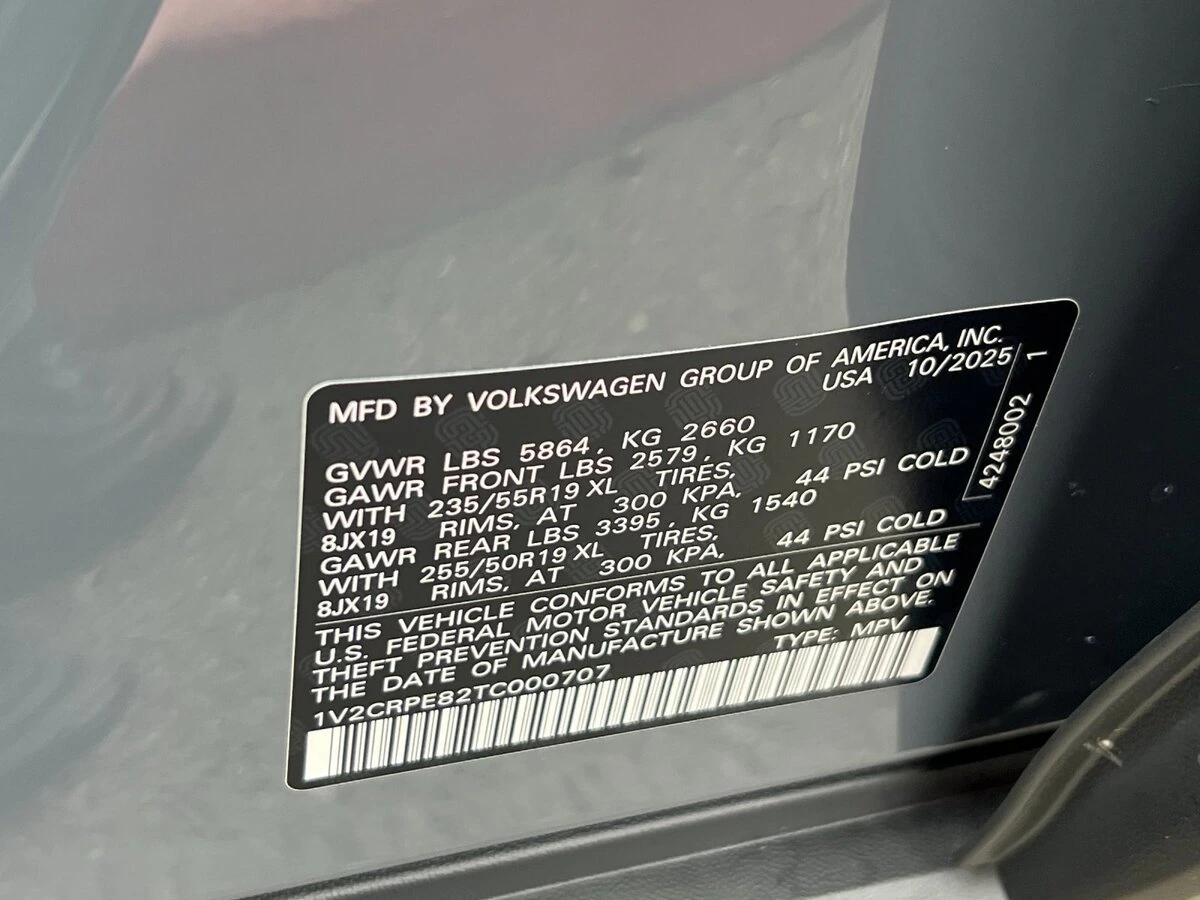 MFD BY VOLKSWAGEN GROUP OF AMERICA, INC.
USA 10/2025
GVWR LBS 5864, KG 2660
GAWR FRONT LBS 2579, KG 1170
WITH 235/55R19 XL TIRES,
8JX19 RIMS, AT 300 KPA, 44 PSI COLD
GAWR REAR LBS 3395, KG 1540
WITH 255/50R19 XL TIRES,
8JX19 RIMS, AT 300 KPA, 44 PSI COLD
THIS VEHICLE CONFORMS TO ALL APPLICABLE
U.S. FEDERAL MOTOR VEHICLE SAFETY AND
THEFT PREVENTION STANDARDS IN EFFECT ON
THE DATE OF MANUFACTURE SHOWN ABOVE.
1V2CRPE82TC000707 TYPE: MPV
4248002 1